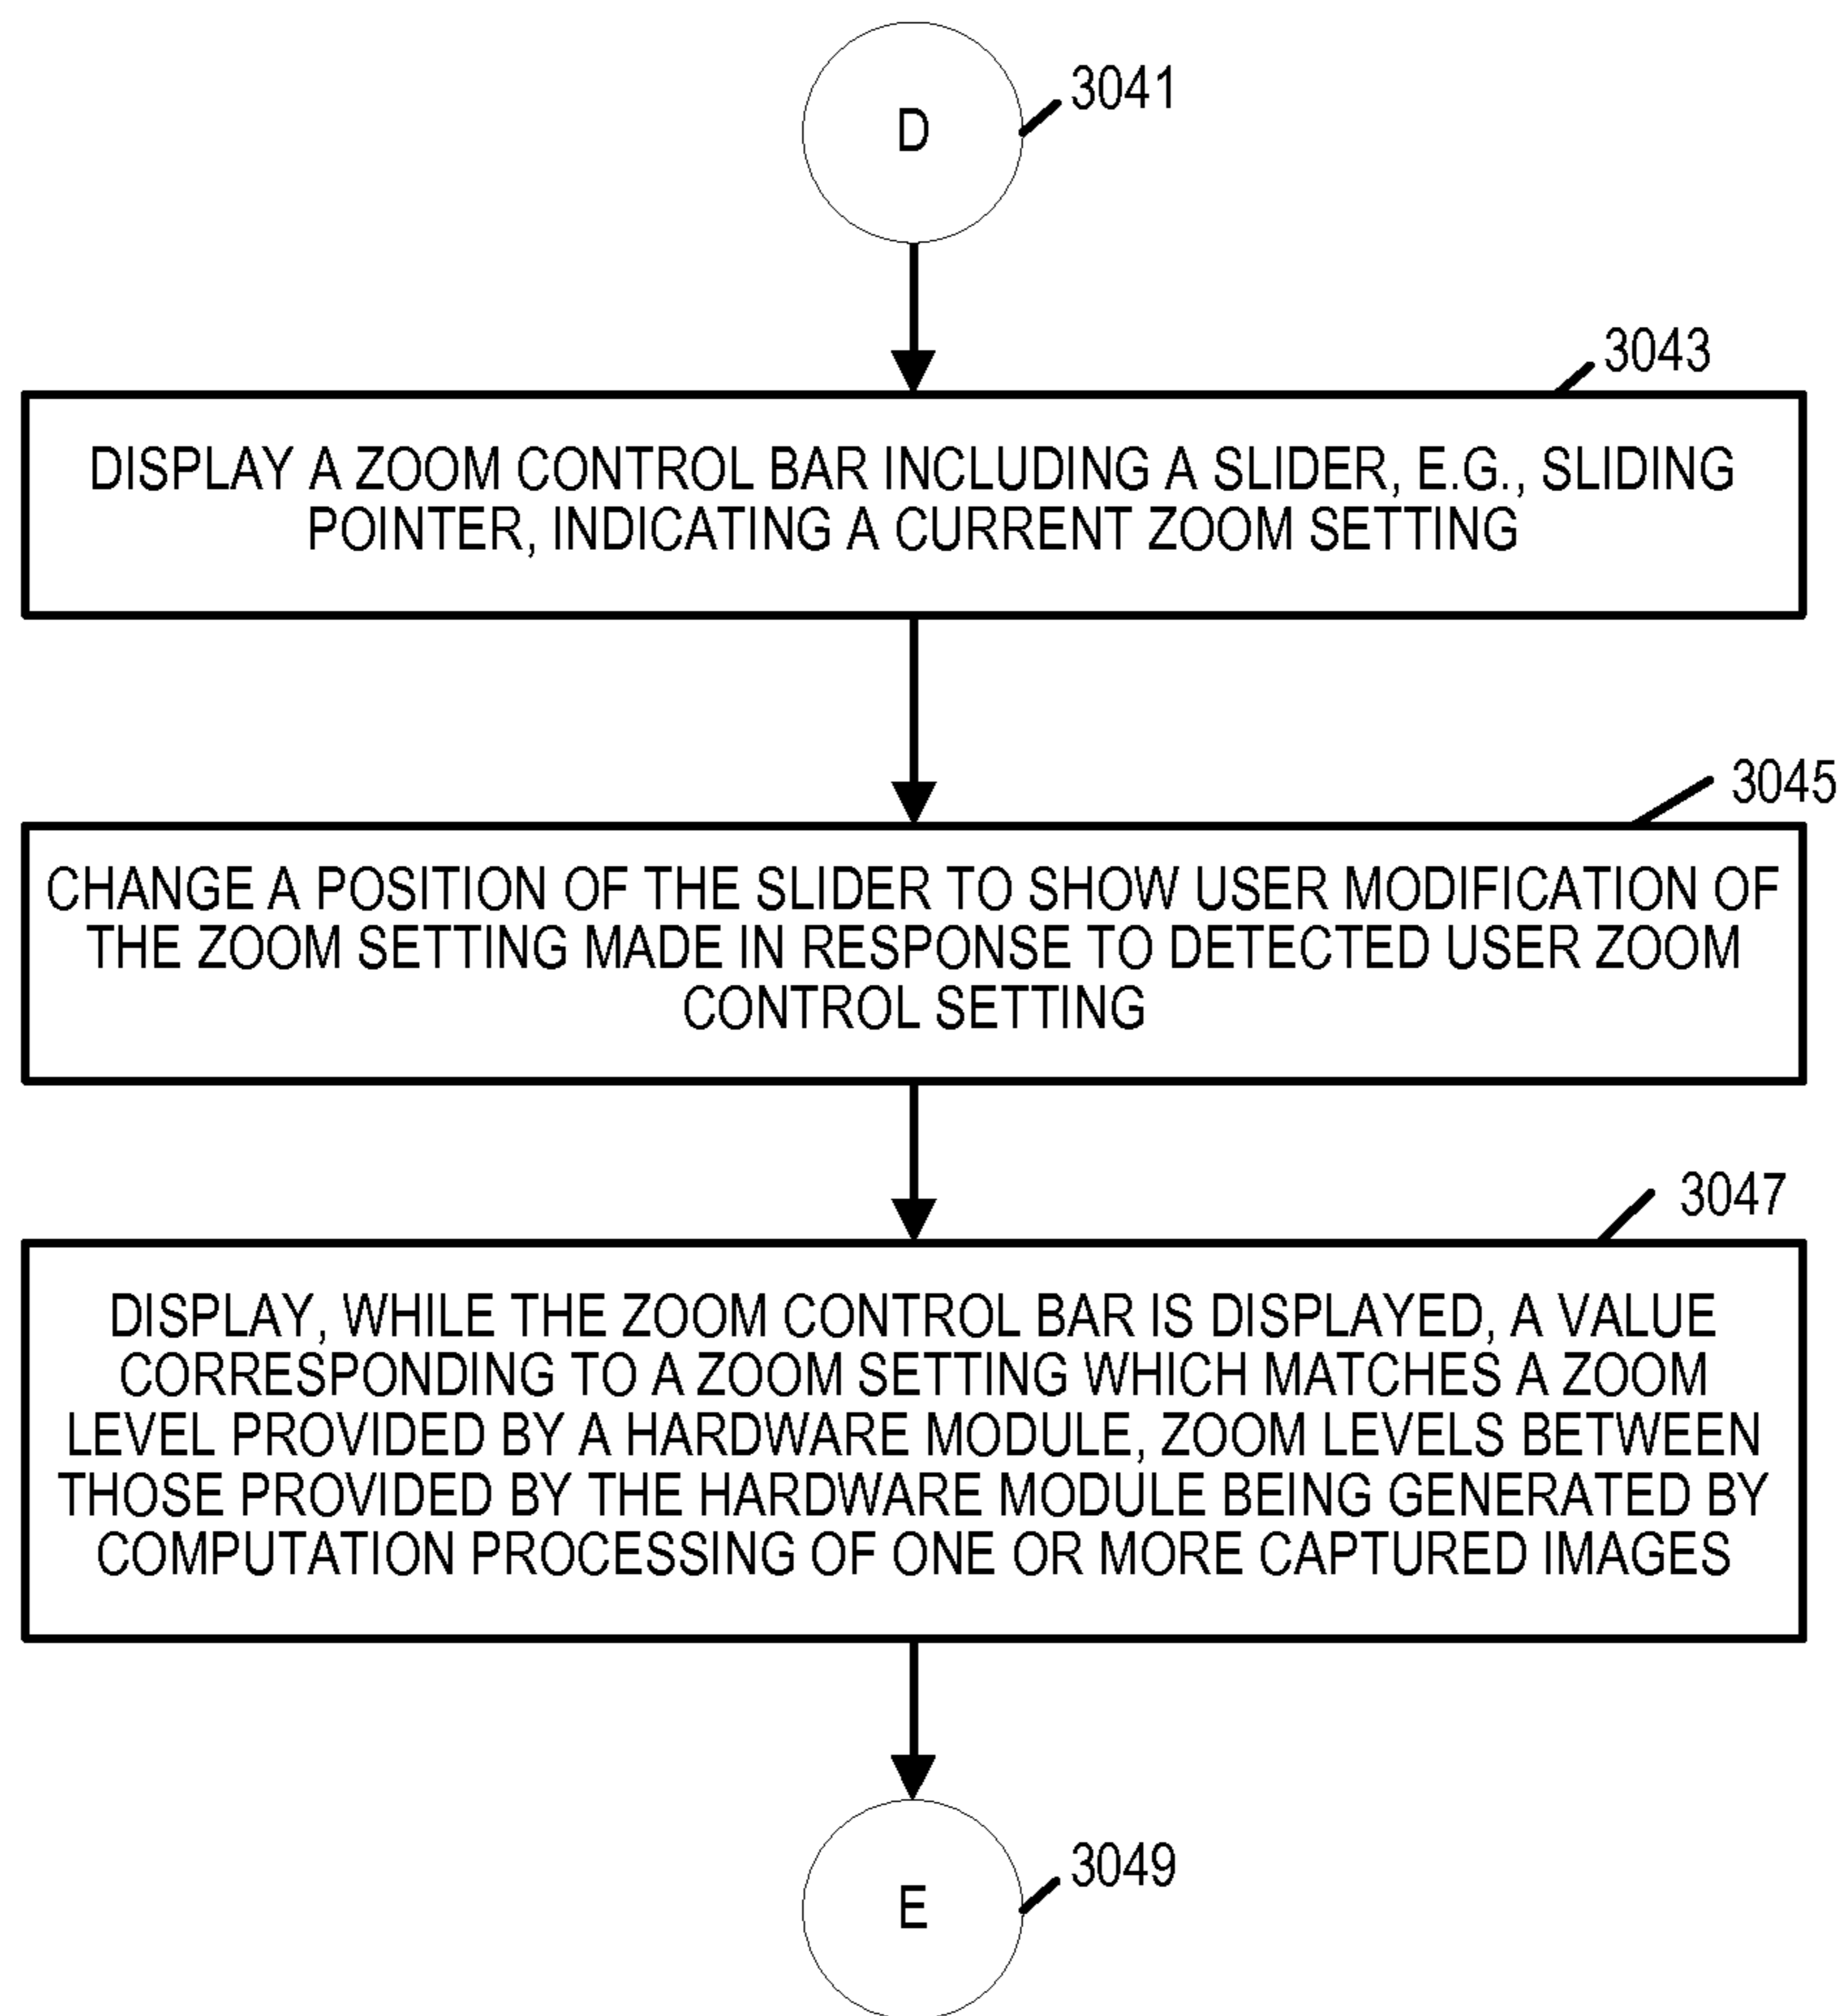 D
3041
3043
DISPLAY A ZOOM CONTROL BAR INCLUDING A SLIDER, E.G., SLIDING
POINTER, INDICATING A CURRENT ZOOM SETTING
3045
CHANGE A POSITION OF THE SLIDER TO SHOW USER MODIFICATION OF
THE ZOOM SETTING MADE IN RESPONSE TO DETECTED USER ZOOM
CONTROL SETTING
3047
DISPLAY, WHILE THE ZOOM CONTROL BAR IS DISPLAYED, A VALUE
CORRESPONDING TO A ZOOM SETTING WHICH MATCHES A ZOOM
LEVEL PROVIDED BY A HARDWARE MODULE, ZOOM LEVELS BETWEEN
THOSE PROVIDED BY THE HARDWARE MODULE BEING GENERATED BY
COMPUTATION PROCESSING OF ONE OR MORE CAPTURED IMAGES
3049
E